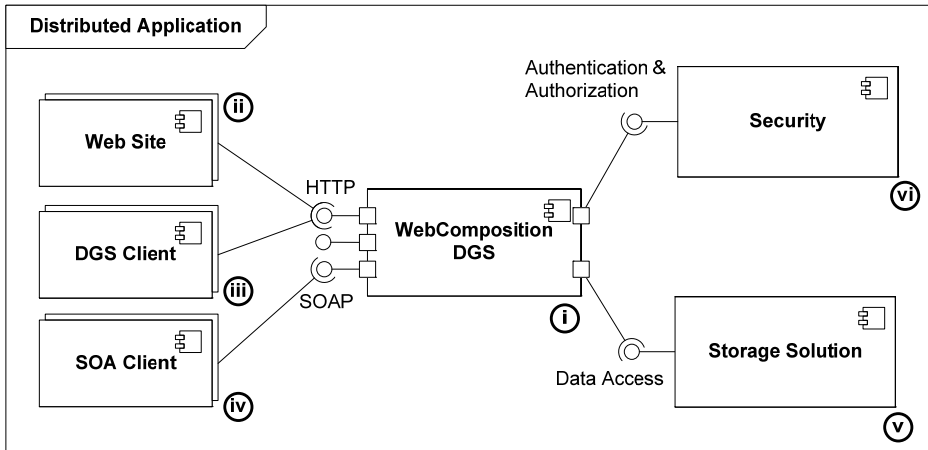 Distributed Application
ii
Web Site
DGS Client
iii
SOA Client
iv
HTTP
SOAP
WebComposition
DGS
i
Authentication &
Authorization
Security
vi
Data Access
Storage Solution
v